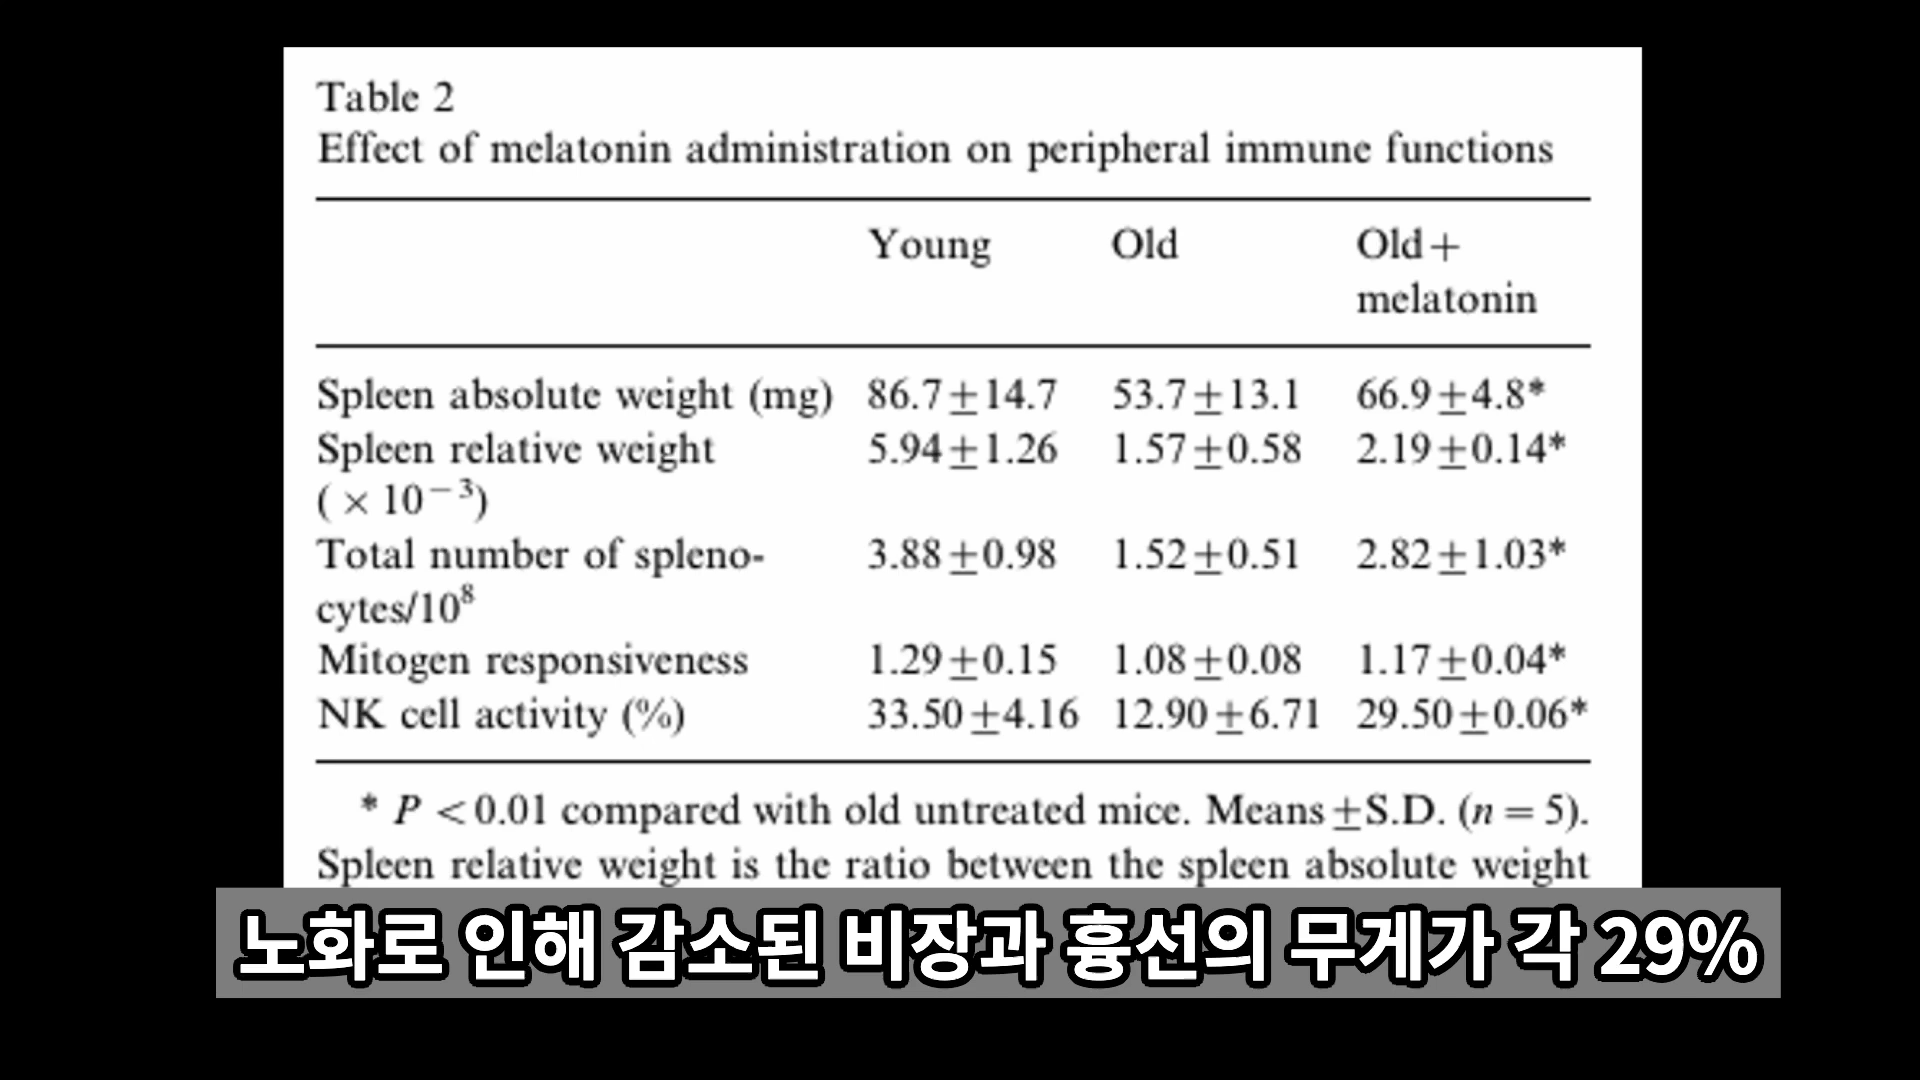 Table 2
Effect of melatonin administration on peripheral immune functions
Young Old Old+
melatonin
Spleen absolute weight (mg) 86.7±14.7 53.7±13.1 66.9±4.8*
Spleen relative weight 5.94±1.26 1.57±0.58 2.19±0.14*
(×10⁻³)
Total number of spleno- 3.88±0.98 1.52±0.51 2.82±1.03*
cytes/10⁸
Mitogen responsiveness 1.29±0.15 1.08±0.08 1.17±0.04*
NK cell activity (%) 33.50±4.16 12.90±6.71 29.50±0.06*
* P <0.01 compared with old untreated mice. Means±S.D. (n = 5).
Spleen relative weight is the ratio between the spleen absolute weight
노화로 인해 감소된 비장과 흉선의 무게가 각 29%